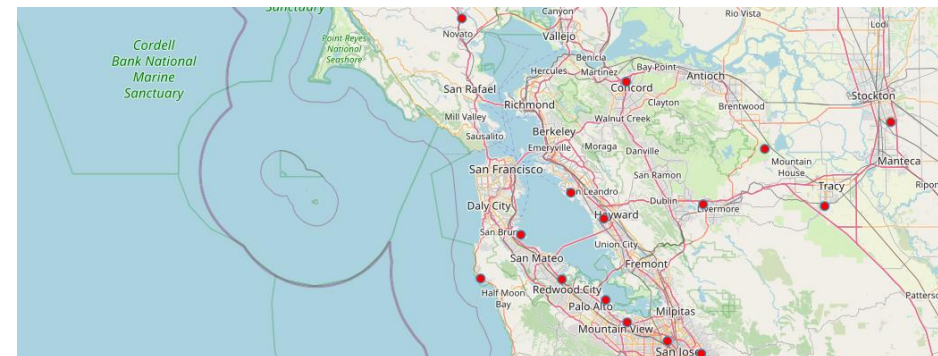 Sanctuary
Canyon
Rio Vista
Lodi
Novato
Vallejo
Cordell
Bank National
Marine
Sanctuary
Point Reyes
National
Seashore
Benicia
Hercules
Martinez
Bay Point
Antioch
San Rafael
Concord
Stockton
Richmond
Clayton
Brentwood
Mill Valley
Walnut Creek
Sausalito
Berkeley
Emeryville
Moraga
Danville
Mountain
House
Manteca
San Francisco
San Ramon
Tracy
Ripon
Leandro
Dublin
Livermore
Daly City
Hayward
San Bruno
Union City
San Mateo
Fremont
Half Moon
Bay
Redwood City
Patters
Palo Alto
Milpitas
Mountain View
San Jose